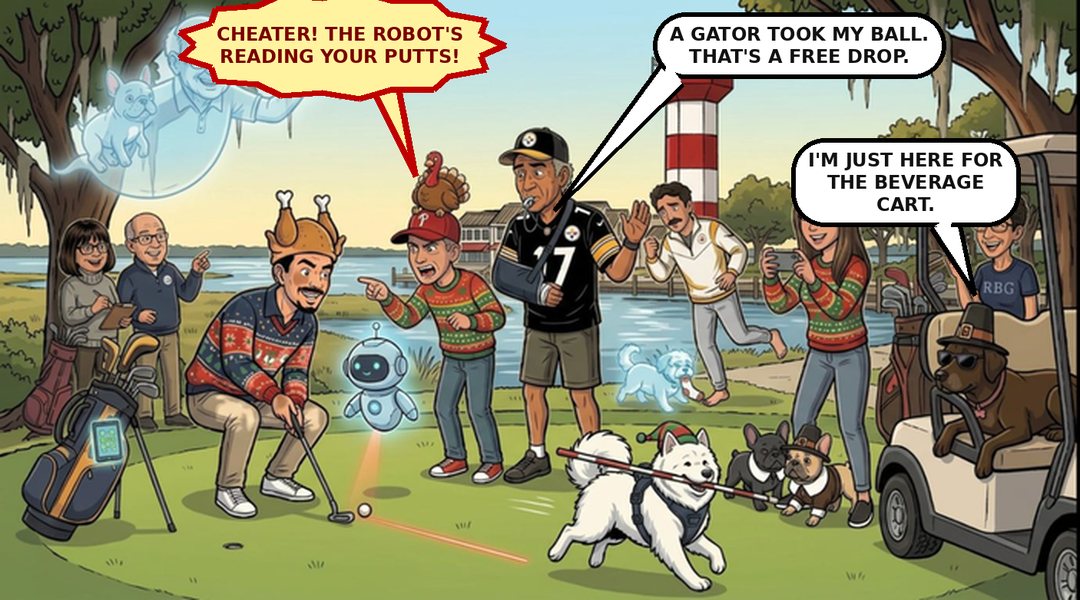 CHEATER! THE ROBOT'S
READING YOUR PUTTS!
A GATOR TOOK MY BALL.
THAT'S A FREE DROP.
I'M JUST HERE FOR
THE BEVERAGE
CART.
P
17
RBG